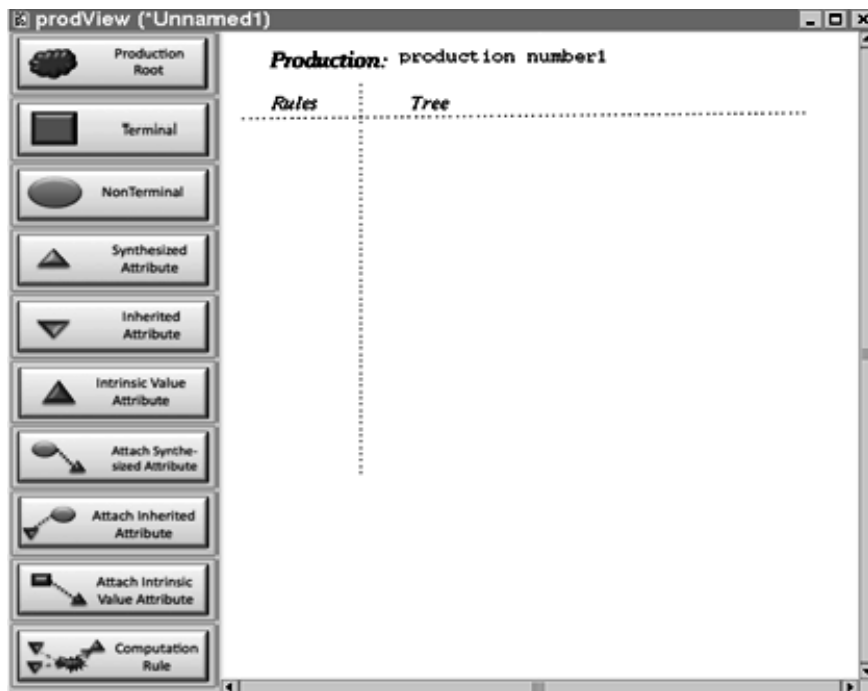 prodView (*Unnamed1)
Production
Root
Terminal
NonTerminal
Synthesized
Attribute
Inherited
Attribute
Intrinsic Value
Attribute
Attach Synthe-
sized Attribute
Attach Inherited
Attribute
Attach Intrinsic
Value Attribute
Computation
Rule
Production: production number1
Rules Tree